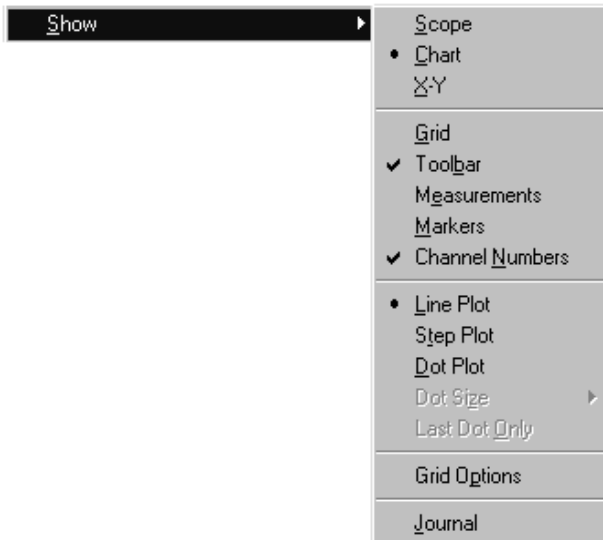 Show
Scope
Chart
X-Y
Grid
Toolbar
Measurements
Markers
Channel Numbers
Line Plot
Step Plot
Dot Plot
Dot Size
Last Dot Only
Grid Options
Journal